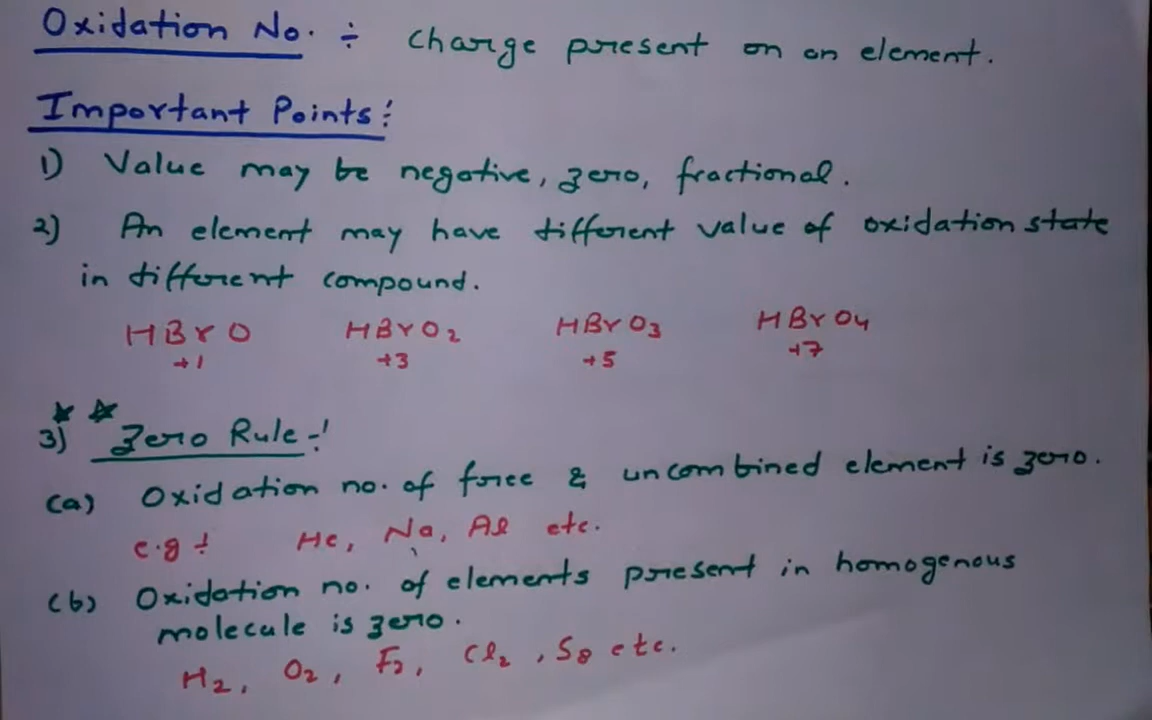 Oxidation No. ÷ charge present on an element.
Important Points:
1) Value may be negative, zero, fractional.
2) An element may have different value of oxidation state
in different compound.
HBrO HBrO2 HBrO3 HBrO4
+1 +3 +5 +7
3) Zero Rule -!
(a) Oxidation no. of free & uncombined element is zero.
e.g ÷ He, Na, Al etc.
(b) Oxidation no. of elements present in homogenous
molecule is zero.
H2, O2, F2, Cl2, S8 etc.